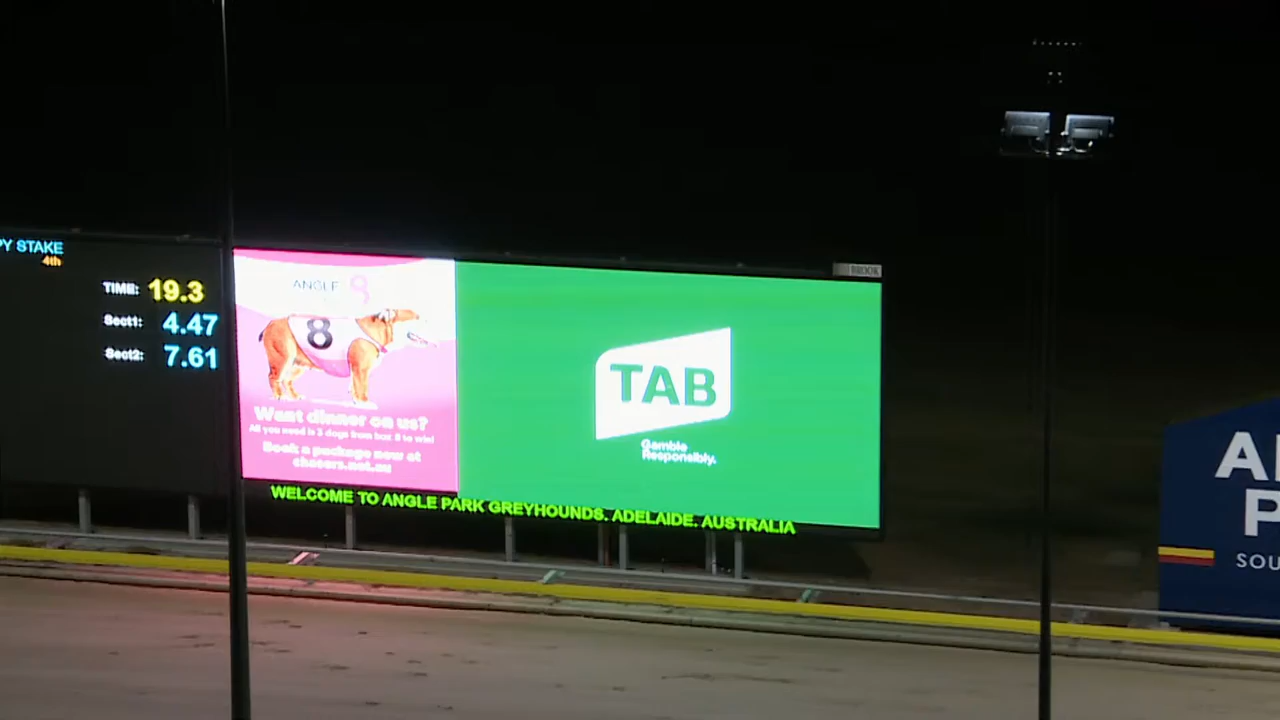 PY STAKE
4th
TIME: 19.3
Sect1: 4.47
Sect2: 7.61
ANGLE 8
8
Want dinner on us?
All you need is 3 dogs from box 8 to win!
Book a package now at
chasers.net.au
TAB
Gamble
Responsibly.
WELCOME TO ANGLE PARK GREYHOUNDS. ADELAIDE. AUSTRALIA
BROOK
A
P
SOU